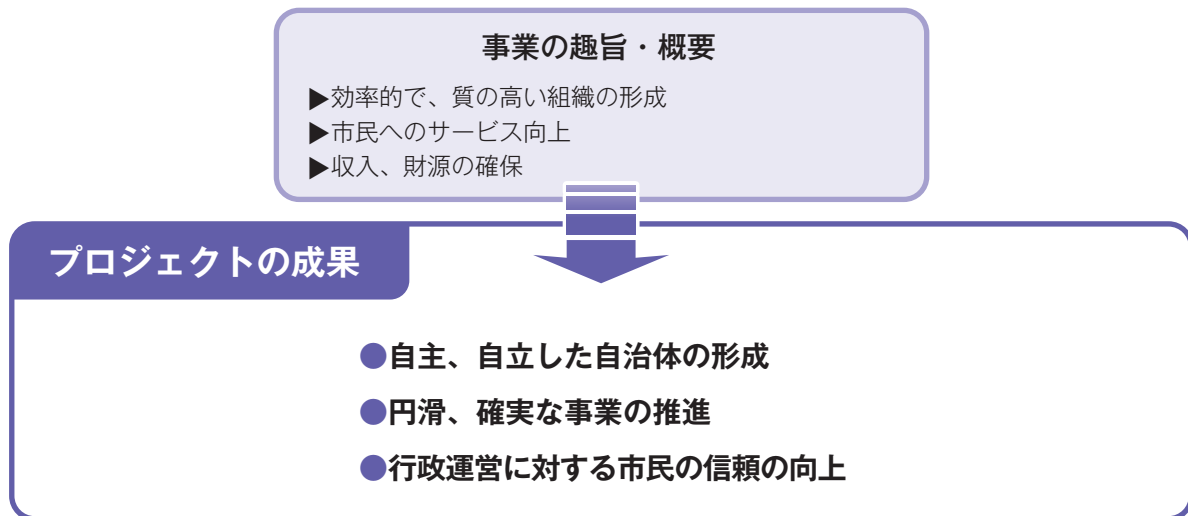 事業の趣旨・概要
▶効率的で、質の高い組織の形成
▶市民へのサービス向上
▶収入、財源の確保
プロジェクトの成果
●自主、自立した自治体の形成
●円滑、確実な事業の推進
●行政運営に対する市民の信頼の向上